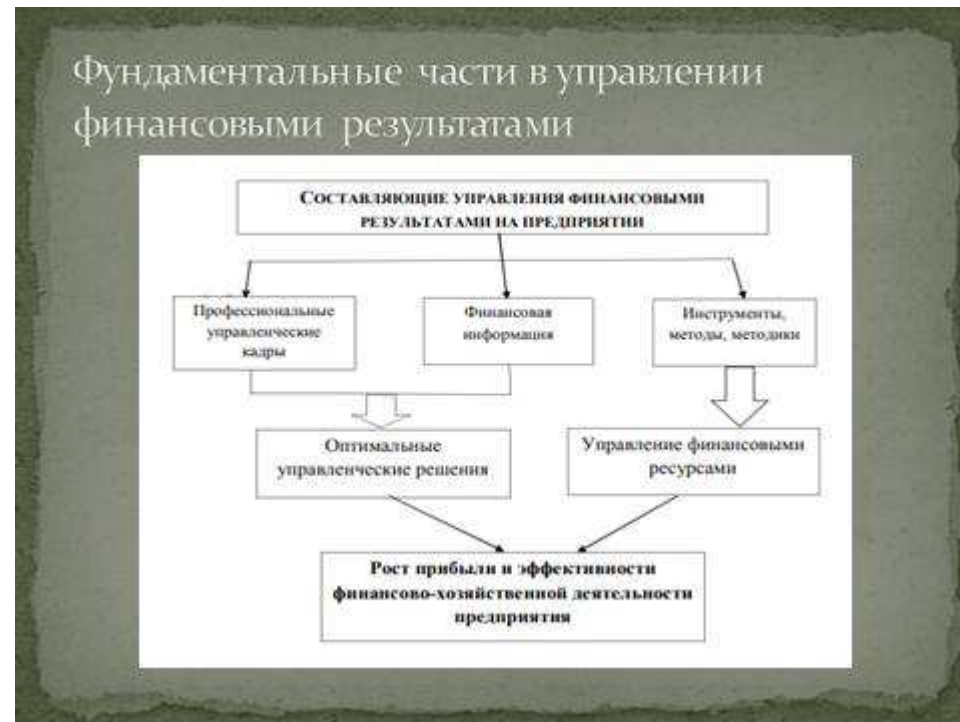 Фундаментальные части в управлении
финансовыми результатами
СОСТАВЛЯЮЩИЕ УПРАВЛЕНИЯ ФИНАНСОВЫМИ
РЕЗУЛЬТАТАМИ НА ПРЕДПРИЯТИИ
Профессиональные
управленческие
кадры
Финансовая
информация
Инструменты,
методы, методики
Оптимальные
управленческие решения
Управление финансовыми
ресурсами
Рост прибыли и эффективности
финансово-хозяйственной деятельности
предприятия